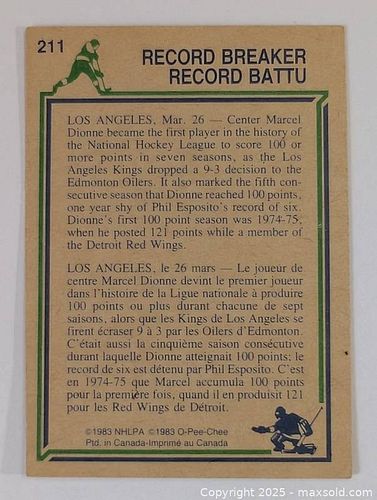 211
RECORD BREAKER
RECORD BATTU
LOS ANGELES, Mar. 26 — Center Marcel
Dionne became the first player in the history of
the National Hockey League to score 100 or
more points in seven seasons, as the Los
Angeles Kings dropped a 9-3 decision to the
Edmonton Oilers. It also marked the fifth con-
secutive season that Dionne reached 100 points,
one year shy of Phil Esposito's record of six.
Dionne's first 100 point season was 1974-75,
when he posted 121 points while a member of
the Detroit Red Wings.
LOS ANGELES, le 26 mars — Le joueur de
centre Marcel Dionne devint le premier joueur
dans l'histoire de la Ligue nationale à produire
100 points ou plus durant chacune de sept
saisons, alors que les Kings de Los Angeles se
firent écraser 9 à 3 par les Oilers d'Edmonton.
C'était aussi la cinquième saison consécutive
durant laquelle Dionne atteignait 100 points; le
record de six est détenu par Phil Esposito. C'est
en 1974-75 que Marcel accumula 100 points
pour la première fois, quand il en produisit 121
pour les Red Wings de Détroit.
©1983 NHLPA ©1983 O-Pee-Chee
Ptd. in Canada-Imprimé au Canada
Copyright © 2025 - maxsold.com